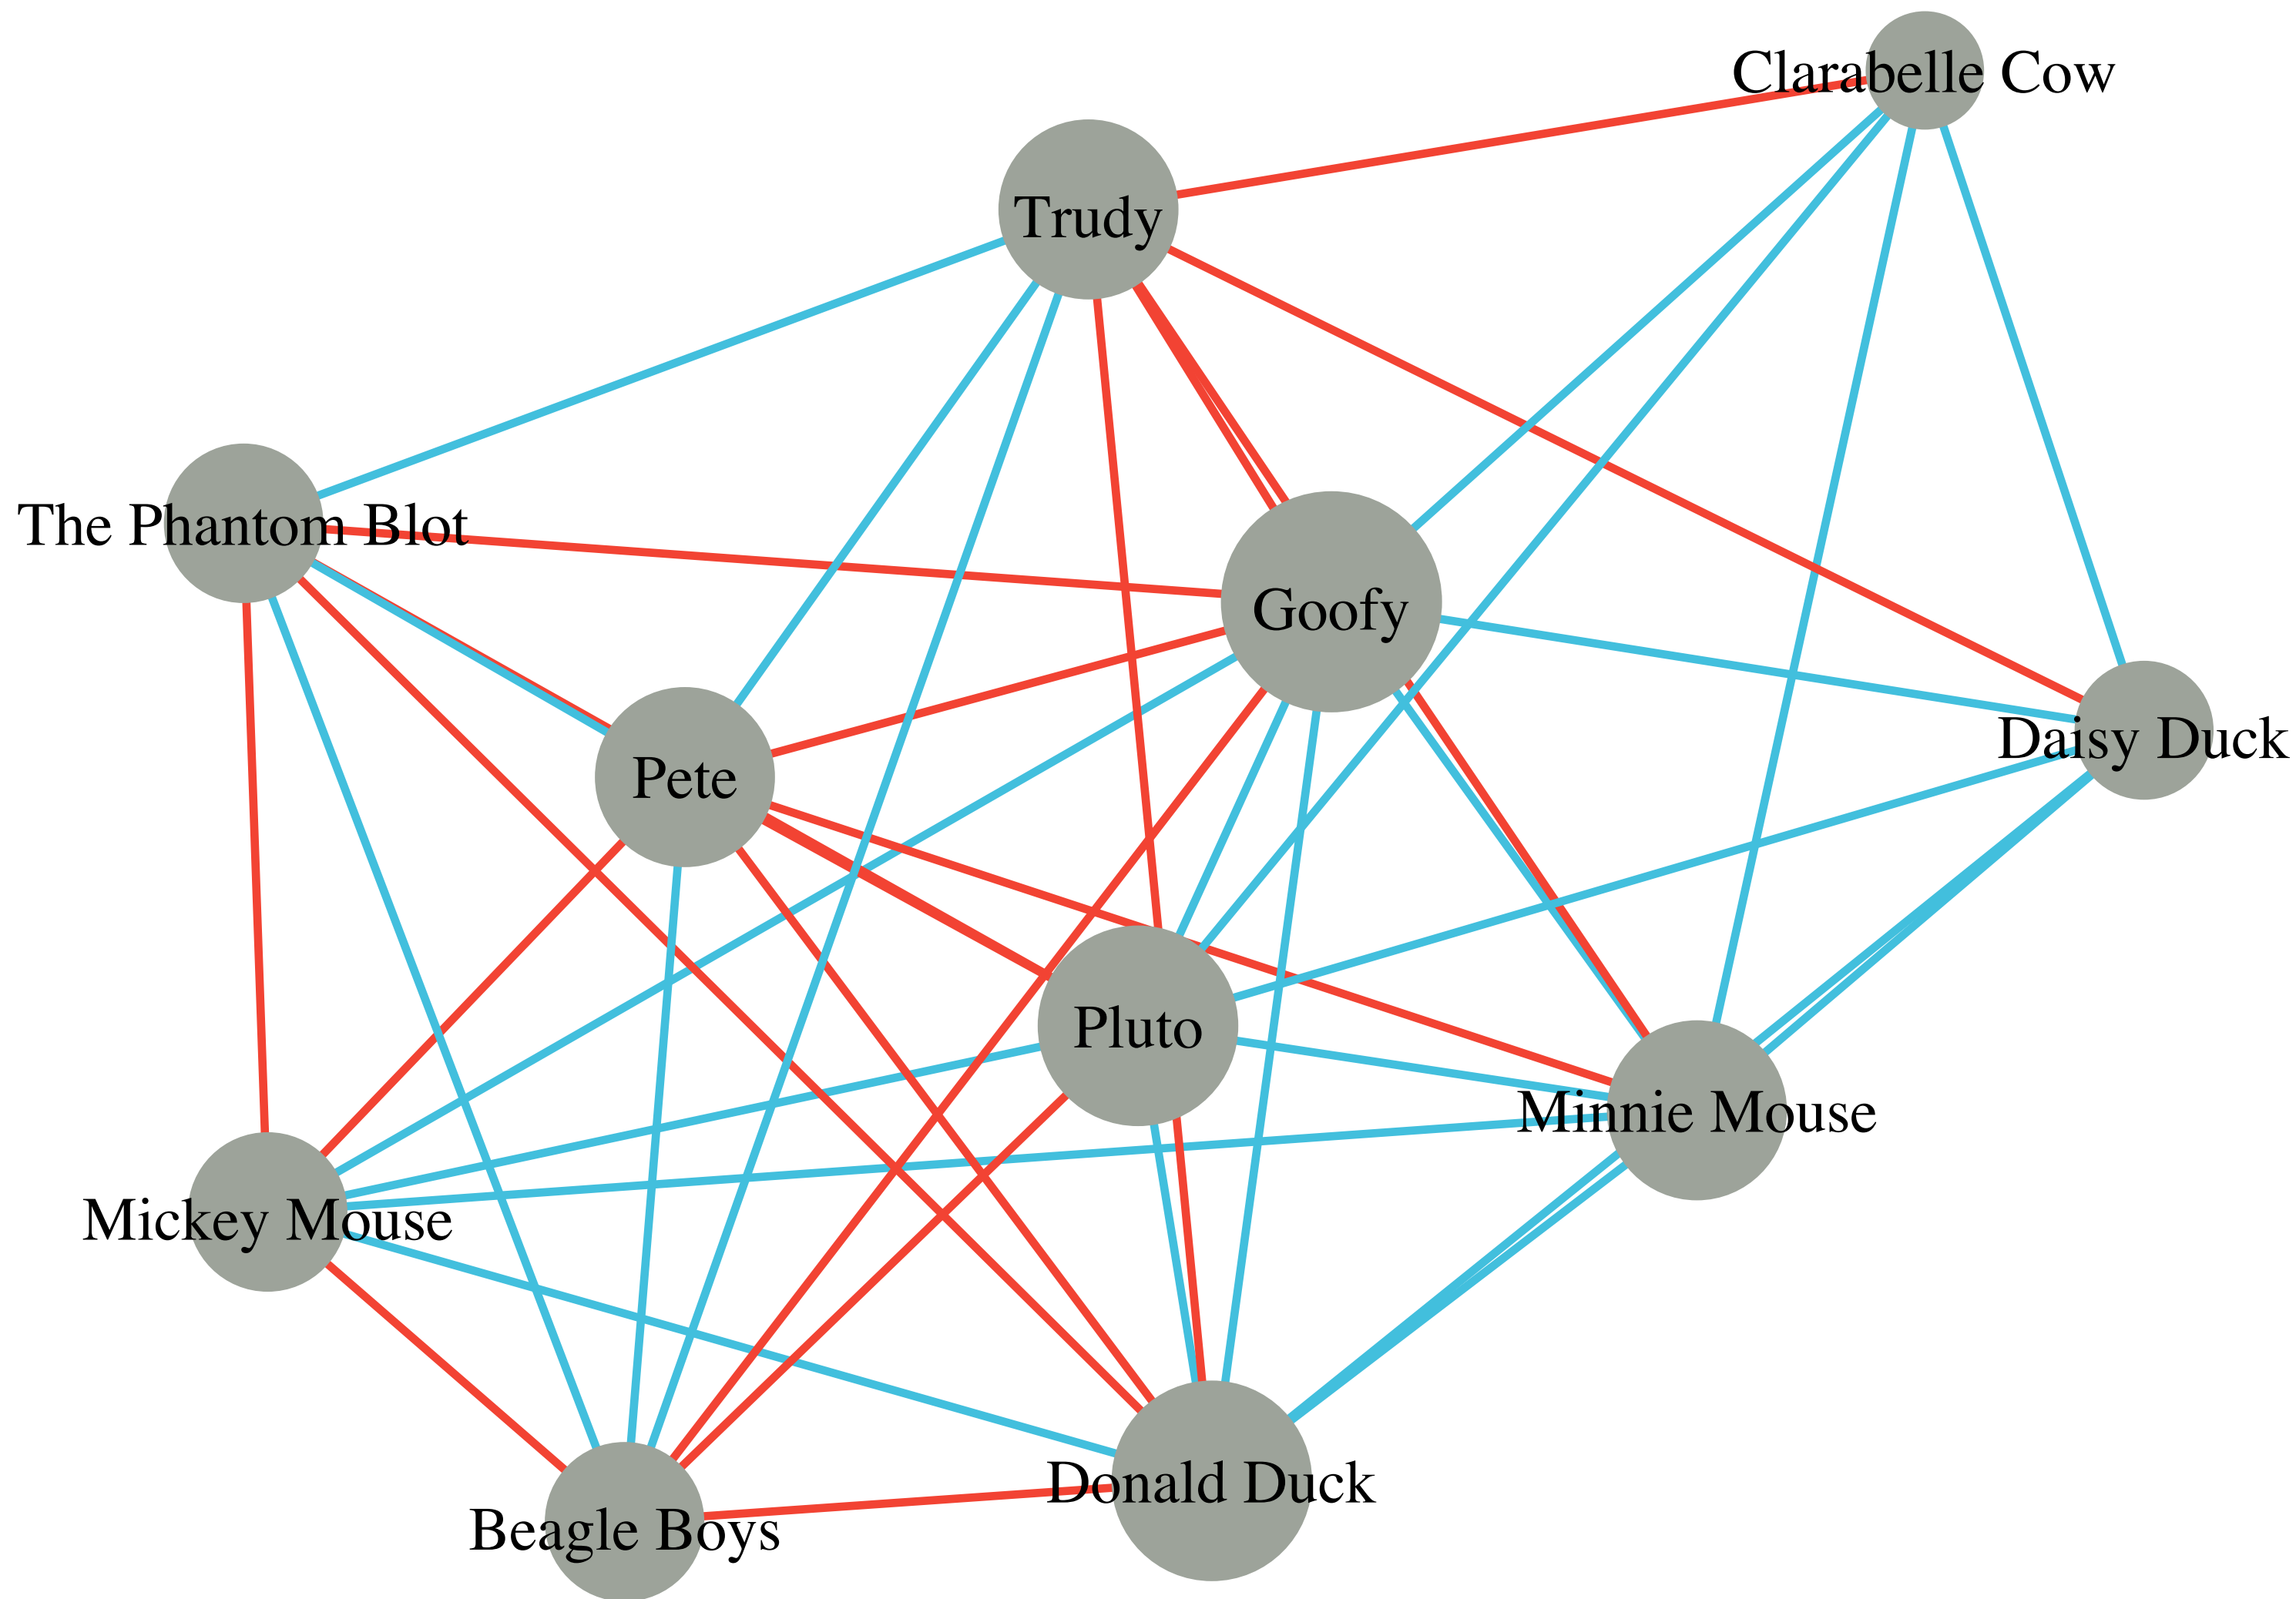 Clarabelle Cow
Trudy
The Phantom Blot
Goofy
Daisy Duck
Pete
Pluto
Minnie Mouse
Mickey Mouse
Donald Duck
Beagle Boys